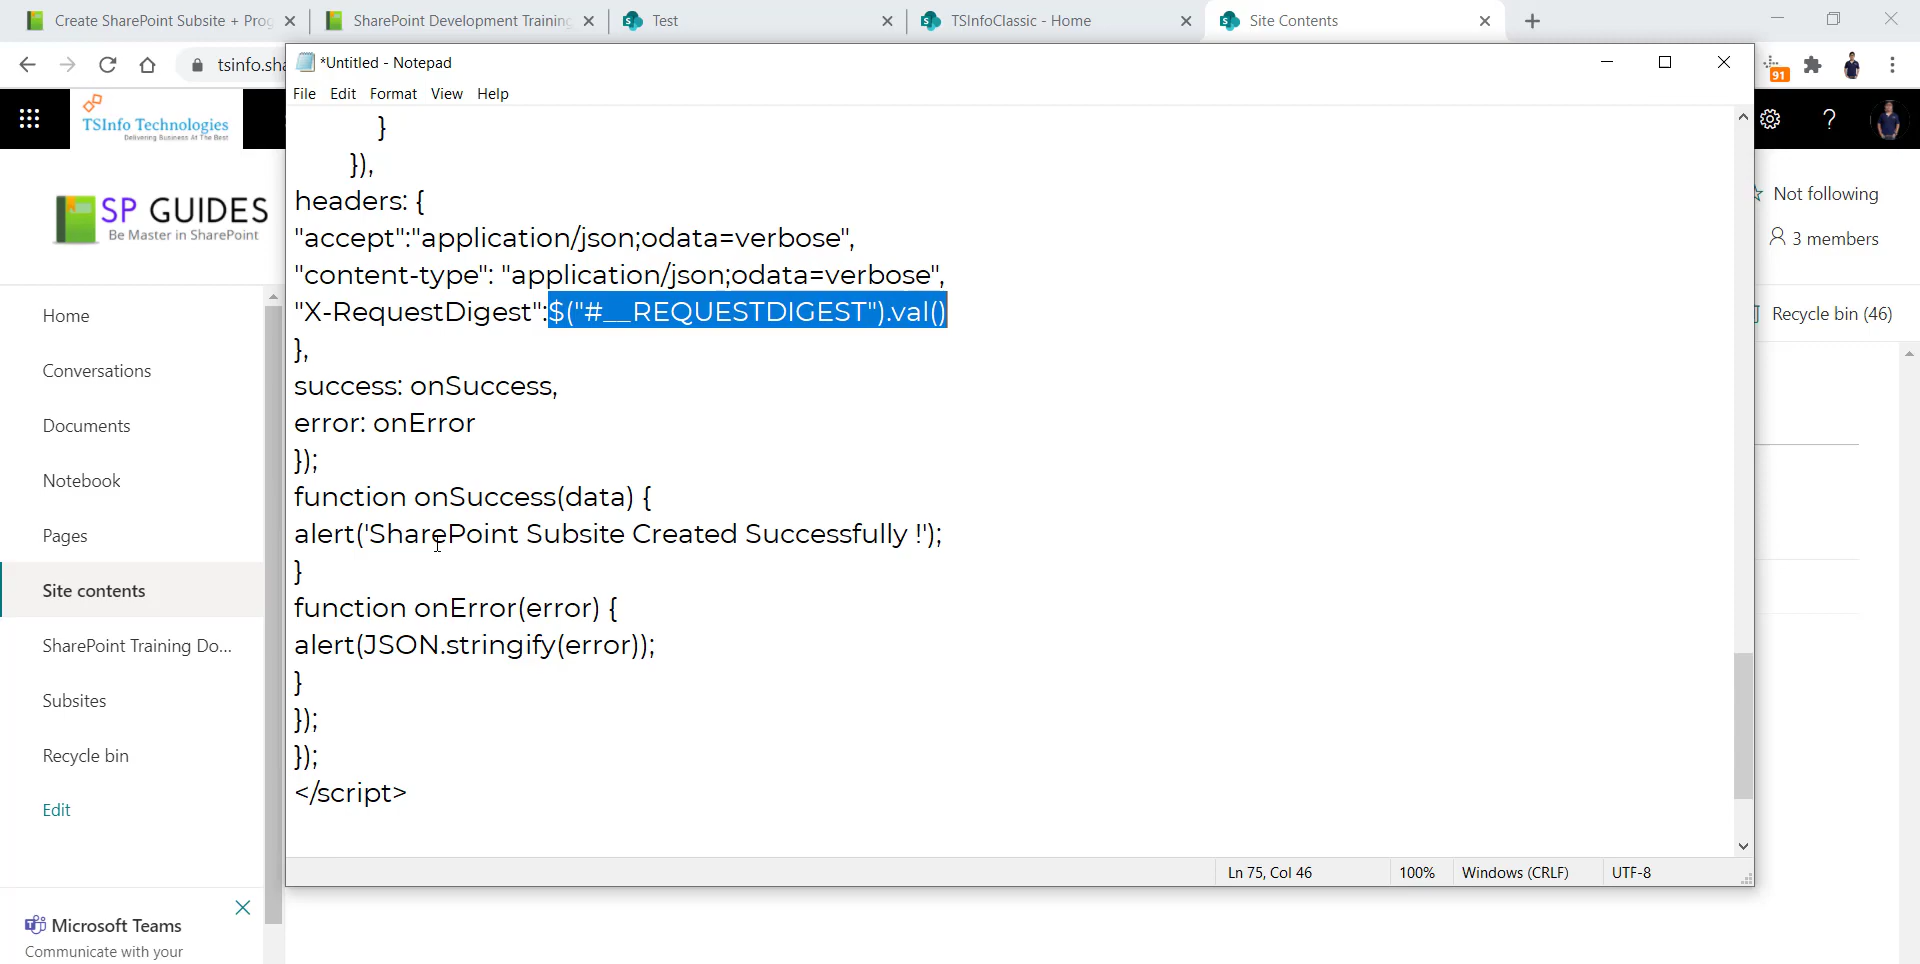 Create SharePoint Subsite + Prog
SharePoint Development Training
Test
TSInfoClassic - Home
Site Contents
tsinfo.sha
*Untitled - Notepad
91
File Edit Format View Help
TSInfo Technologies
Delivering Business At The Best
SP GUIDES
Be Master in SharePoint
Home
Conversations
Documents
Notebook
Pages
Site contents
SharePoint Training Do...
Subsites
Recycle bin
Edit
Microsoft Teams
Communicate with your
}
}),
headers: {
"accept":"application/json;odata=verbose",
"content-type": "application/json;odata=verbose",
"X-RequestDigest":$("#__REQUESTDIGEST").val()
},
success: onSuccess,
error: onError
});
function onSuccess(data) {
alert('SharePoint Subsite Created Successfully !');
}
function onError(error) {
alert(JSON.stringify(error));
}
});
});
</script>
Ln 75, Col 46 100% Windows (CRLF) UTF-8
?
Not following
3 members
Recycle bin (46)